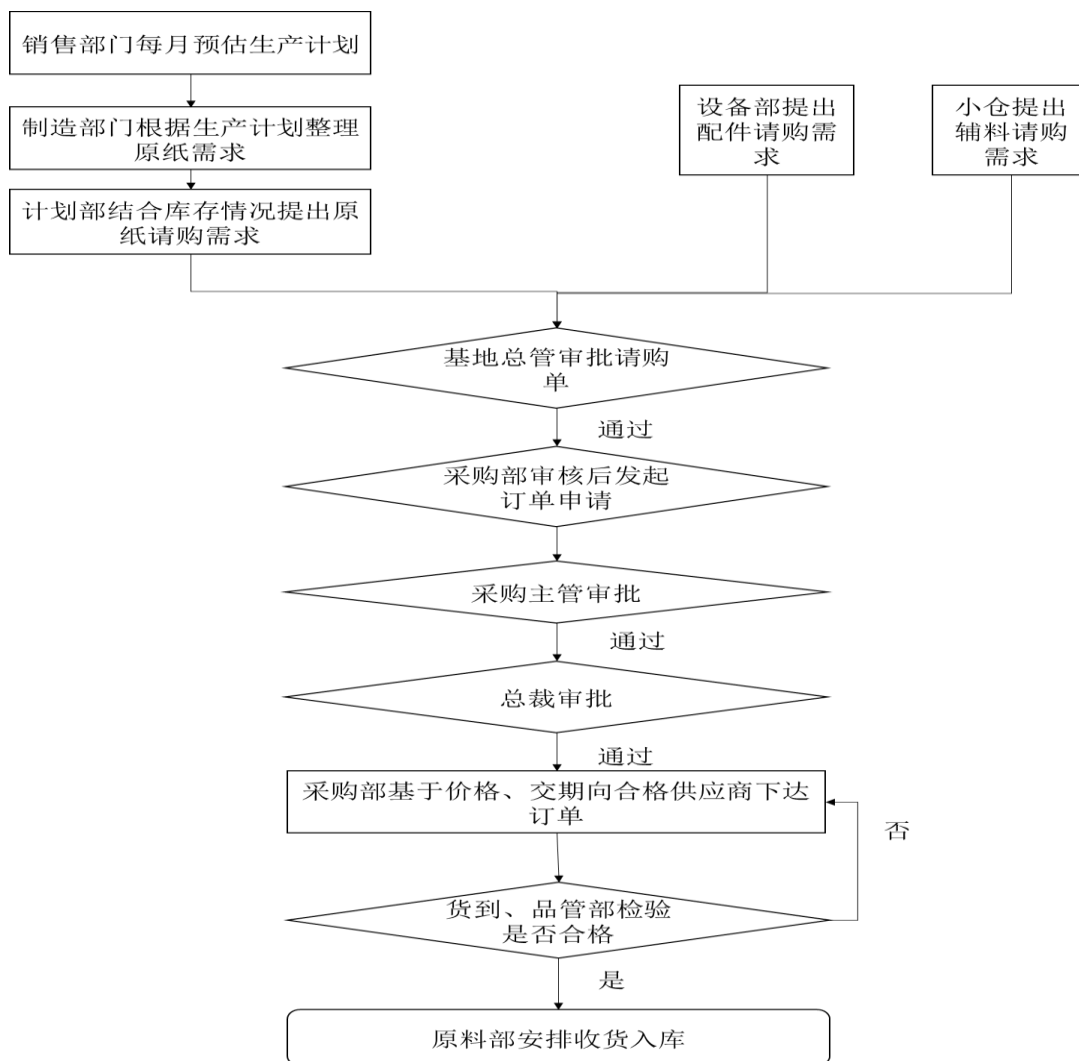 销售部门每月预估生产计划
制造部门根据生产计划整理
原纸需求
计划部结合库存情况提出原
纸请购需求
设备部提出
配件请购需
求
小仓提出
辅料请购
需求
基地总管审批请购
单
通过
采购部审核后发起
订单申请
采购主管审批
通过
总裁审批
通过
采购部基于价格、交期向合格供应商下达
订单
否
货到、品管部检验
是否合格
是
原料部安排收货入库